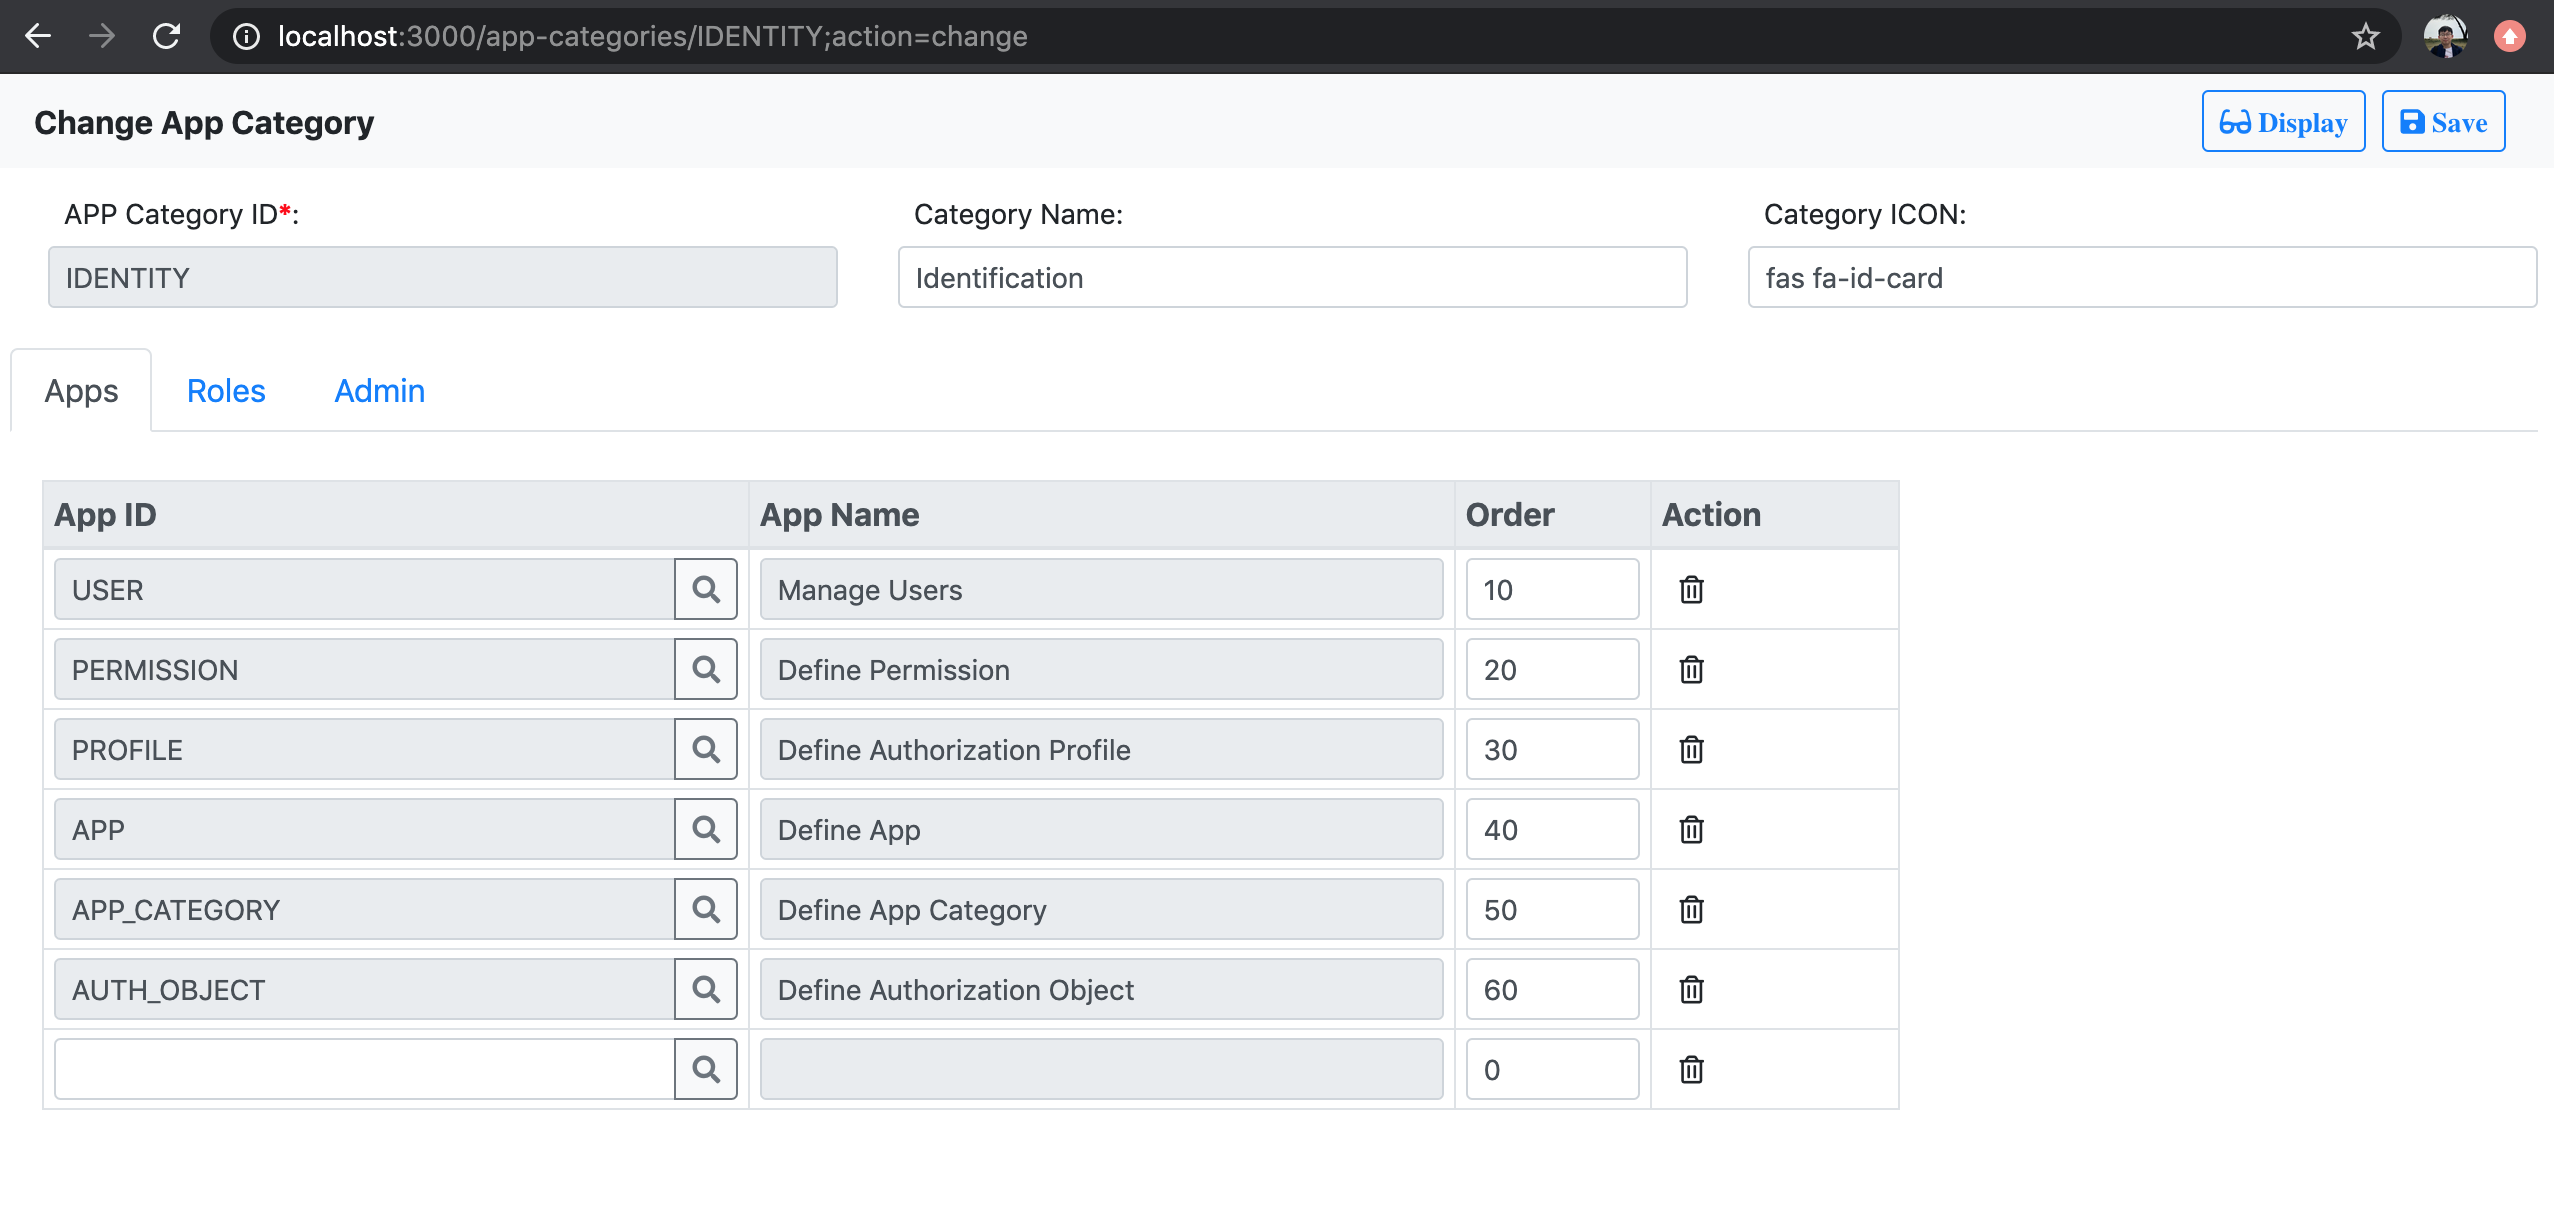 localhost:3000/app-categories/IDENTITY;action=change
Change App Category
Display Save
APP Category ID*: Category Name: Category ICON:
IDENTITY Identification fas fa-id-card
Apps Roles Admin
App ID App Name Order Action
USER Manage Users 10
PERMISSION Define Permission 20
PROFILE Define Authorization Profile 30
APP Define App 40
APP_CATEGORY Define App Category 50
AUTH_OBJECT Define Authorization Object 60
0